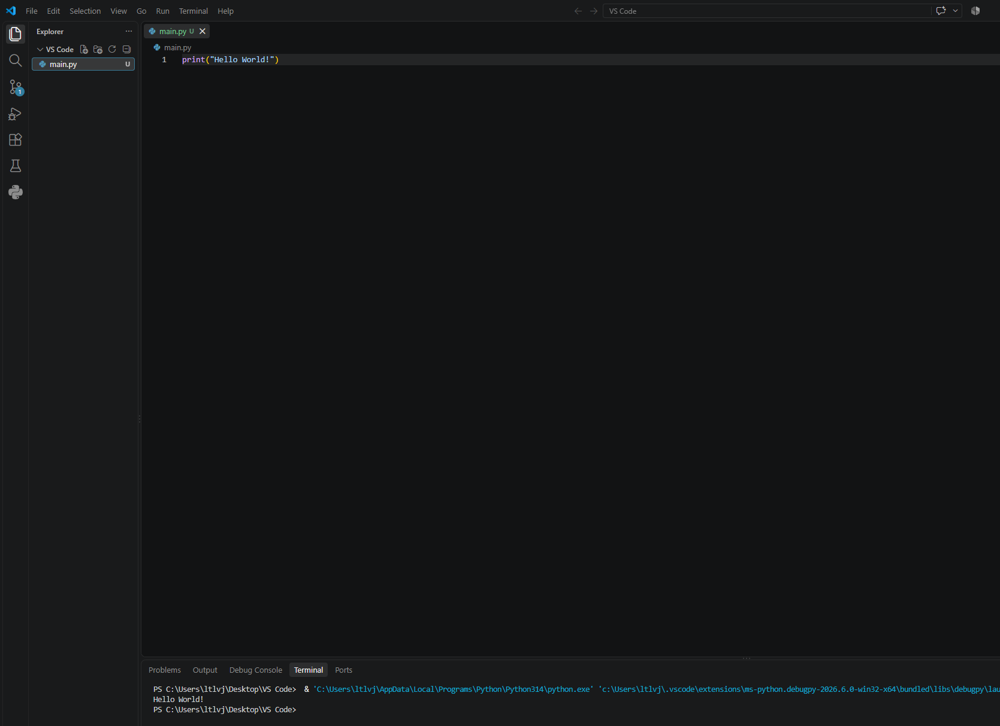 File Edit Selection View Go Run Terminal Help
VS Code
Explorer
VS Code
main.py U
1
main.py U
main.py
1 print("Hello World!")
Problems Output Debug Console Terminal Ports
PS C:\Users\ltlvj\Desktop\VS Code>  & 'C:\Users\ltlvj\AppData\Local\Programs\Python\Python314\python.exe' 'c:\Users\ltlvj\.vscode\extensions\ms-python.debugpy-2026.6.0-win32-x64\bundled\libs\debugpy\lau
Hello World!
PS C:\Users\ltlvj\Desktop\VS Code>